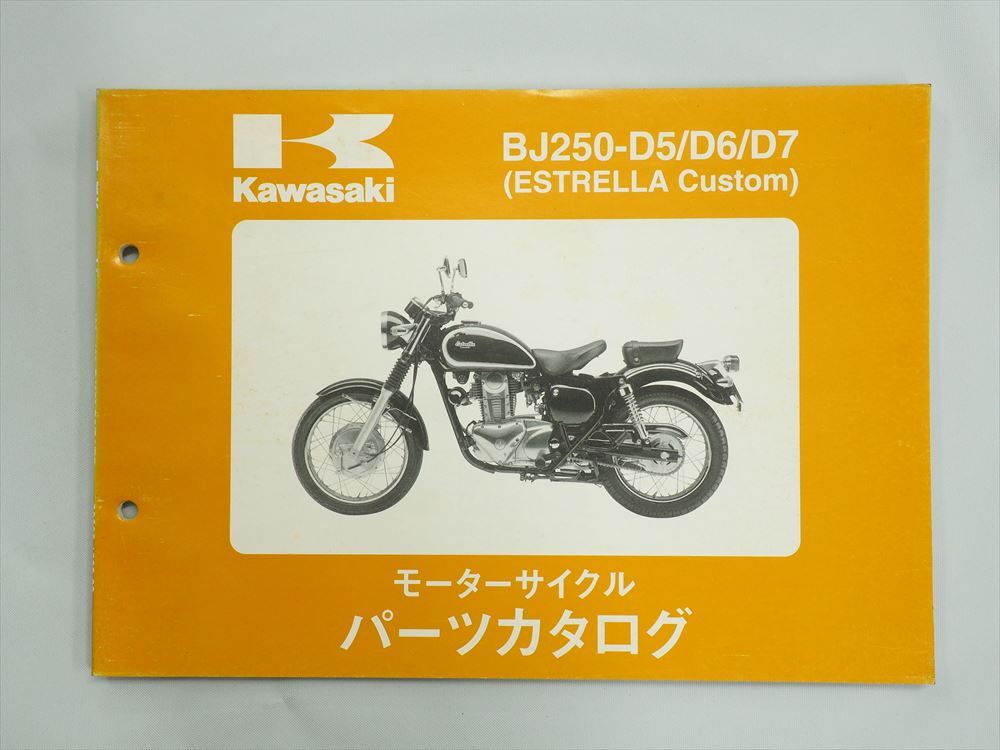 Kawasaki
BJ250-D5/D6/D7
(ESTRELLA Custom)
Estrella
モーターサイクル
パーツカタログ